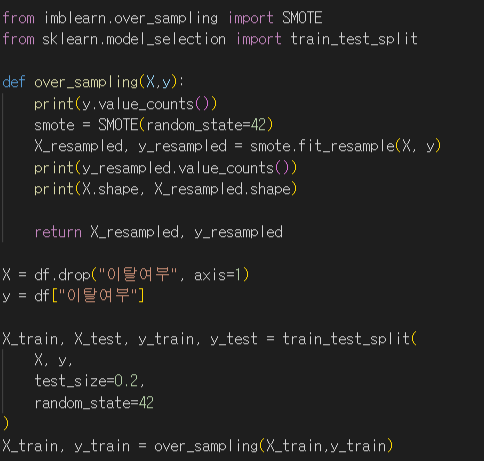 from imblearn.over_sampling import SMOTE
from sklearn.model_selection import train_test_split

def over_sampling(X,y):
    print(y.value_counts())
    smote = SMOTE(random_state=42)
    X_resampled, y_resampled = smote.fit_resample(X, y)
    print(y_resampled.value_counts())
    print(X.shape, X_resampled.shape)

    return X_resampled, y_resampled

X = df.drop("이탈여부", axis=1)
y = df["이탈여부"]

X_train, X_test, y_train, y_test = train_test_split(
    X, y,
    test_size=0.2,
    random_state=42
)
X_train, y_train = over_sampling(X_train,y_train)